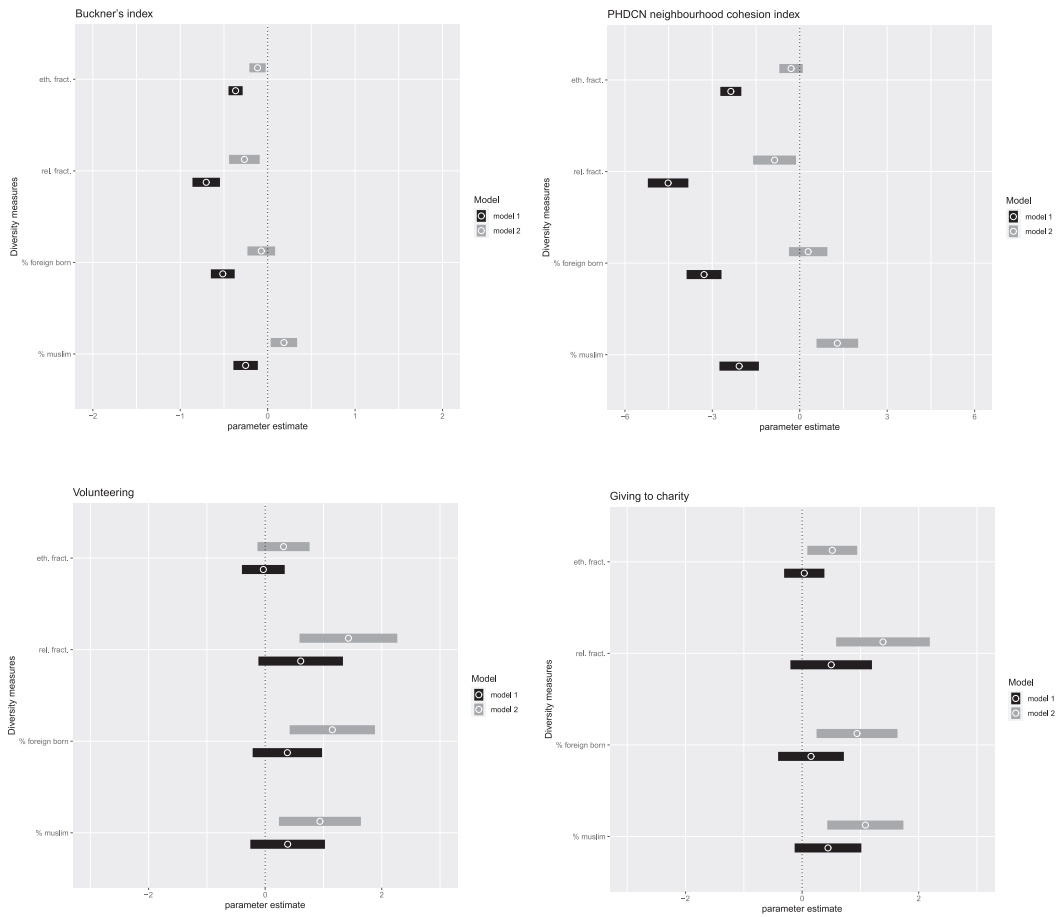 Buckner's index
Diversity measures
eth. fract.
rel. fract.
% foreign born
% muslim
−2 −1 0 1 2
parameter estimate
Model
model 1
model 2
PHDCN neighbourhood cohesion index
Diversity measures
eth. fract.
rel. fract.
% foreign born
% muslim
−6 −3 0 3 6
parameter estimate
Model
model 1
model 2
Volunteering
Diversity measures
eth. fract.
rel. fract.
% foreign born
% muslim
−2 0 2
parameter estimate
Model
model 1
model 2
Giving to charity
Diversity measures
eth. fract.
rel. fract.
% foreign born
% muslim
−2 0 2
parameter estimate
Model
model 1
model 2